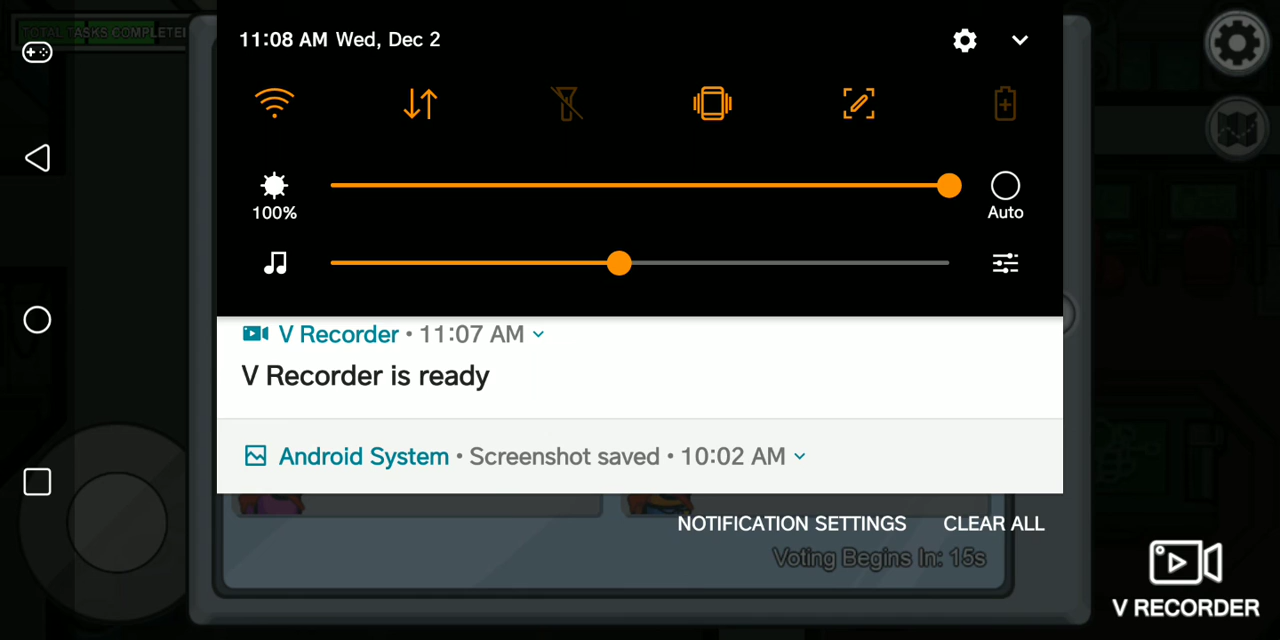 TOTAL TASKS COMPLETED
11:08 AM Wed, Dec 2
100%
Auto
V Recorder • 11:07 AM
V Recorder is ready
Android System • Screenshot saved • 10:02 AM
NOTIFICATION SETTINGS CLEAR ALL
Voting Begins In: 15s
V RECORDER